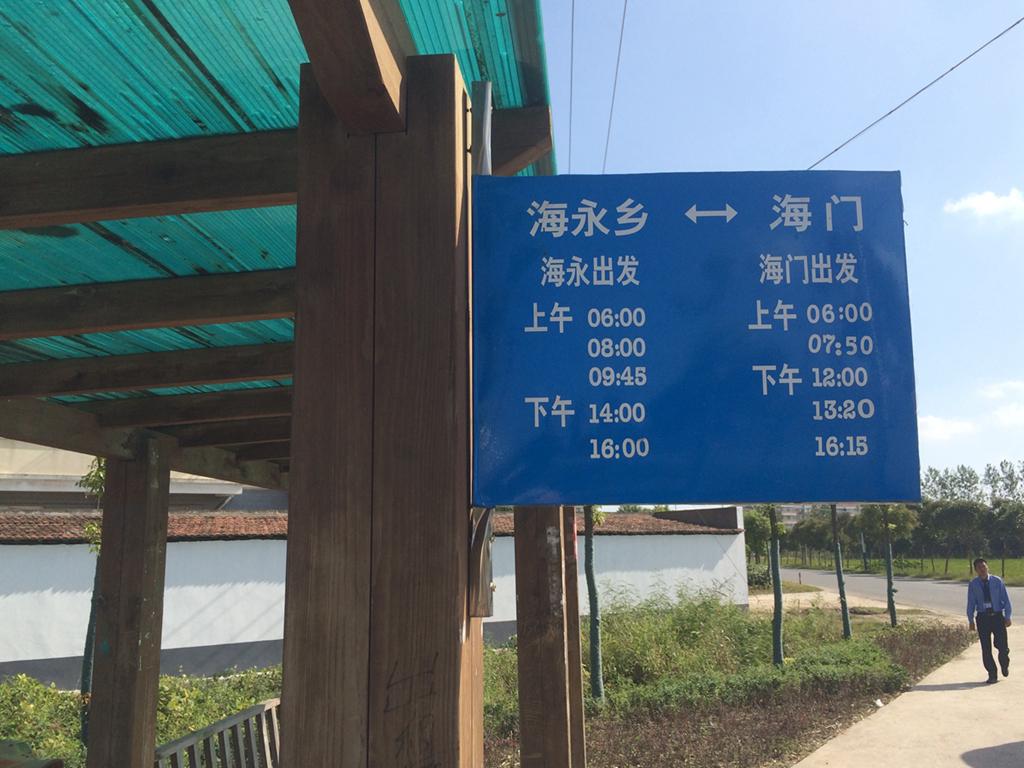 海永乡 ↔ 海门
海永出发 海门出发
上午 06:00 上午 06:00
08:00 07:50
09:45 下午 12:00
下午 14:00 13:20
16:00 16:15